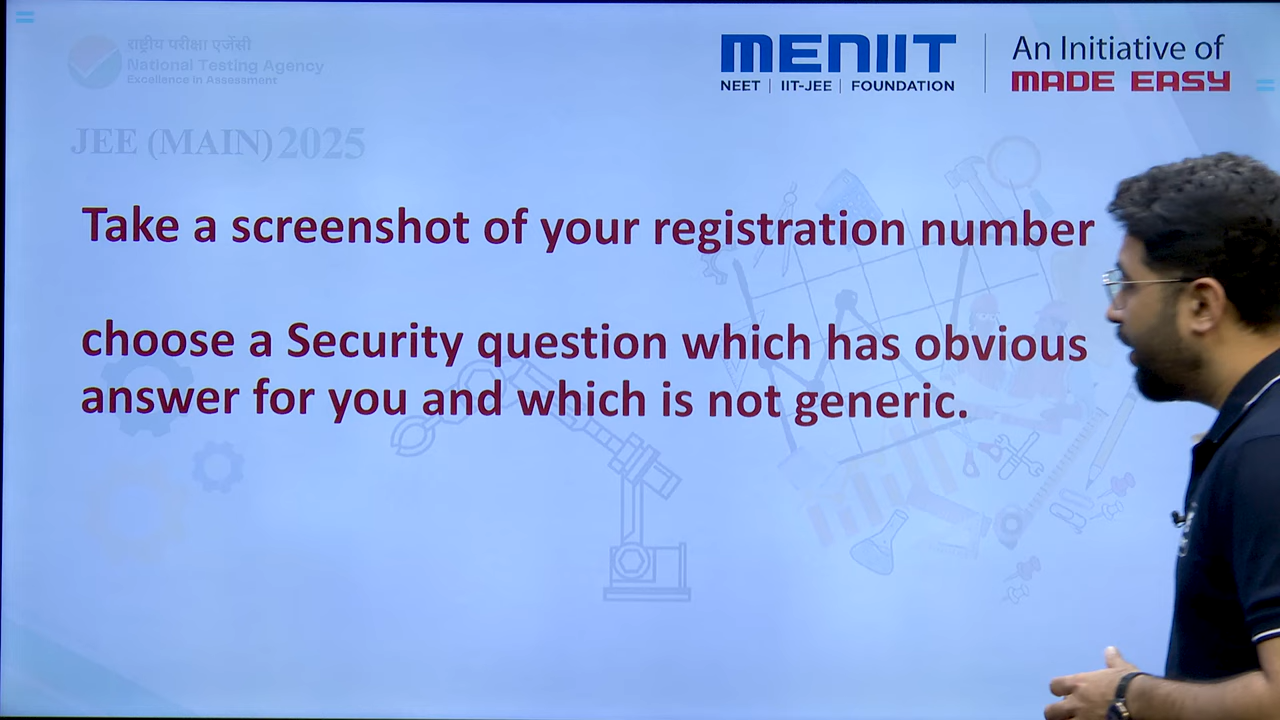 राष्ट्रीय परीक्षा एजेंसी
National Testing Agency
Excellence in Assessment
MENIIT
NEET | IIT-JEE | FOUNDATION
An Initiative of
MADE EASY
JEE (MAIN) 2025
Take a screenshot of your registration number
choose a Security question which has obvious
answer for you and which is not generic.